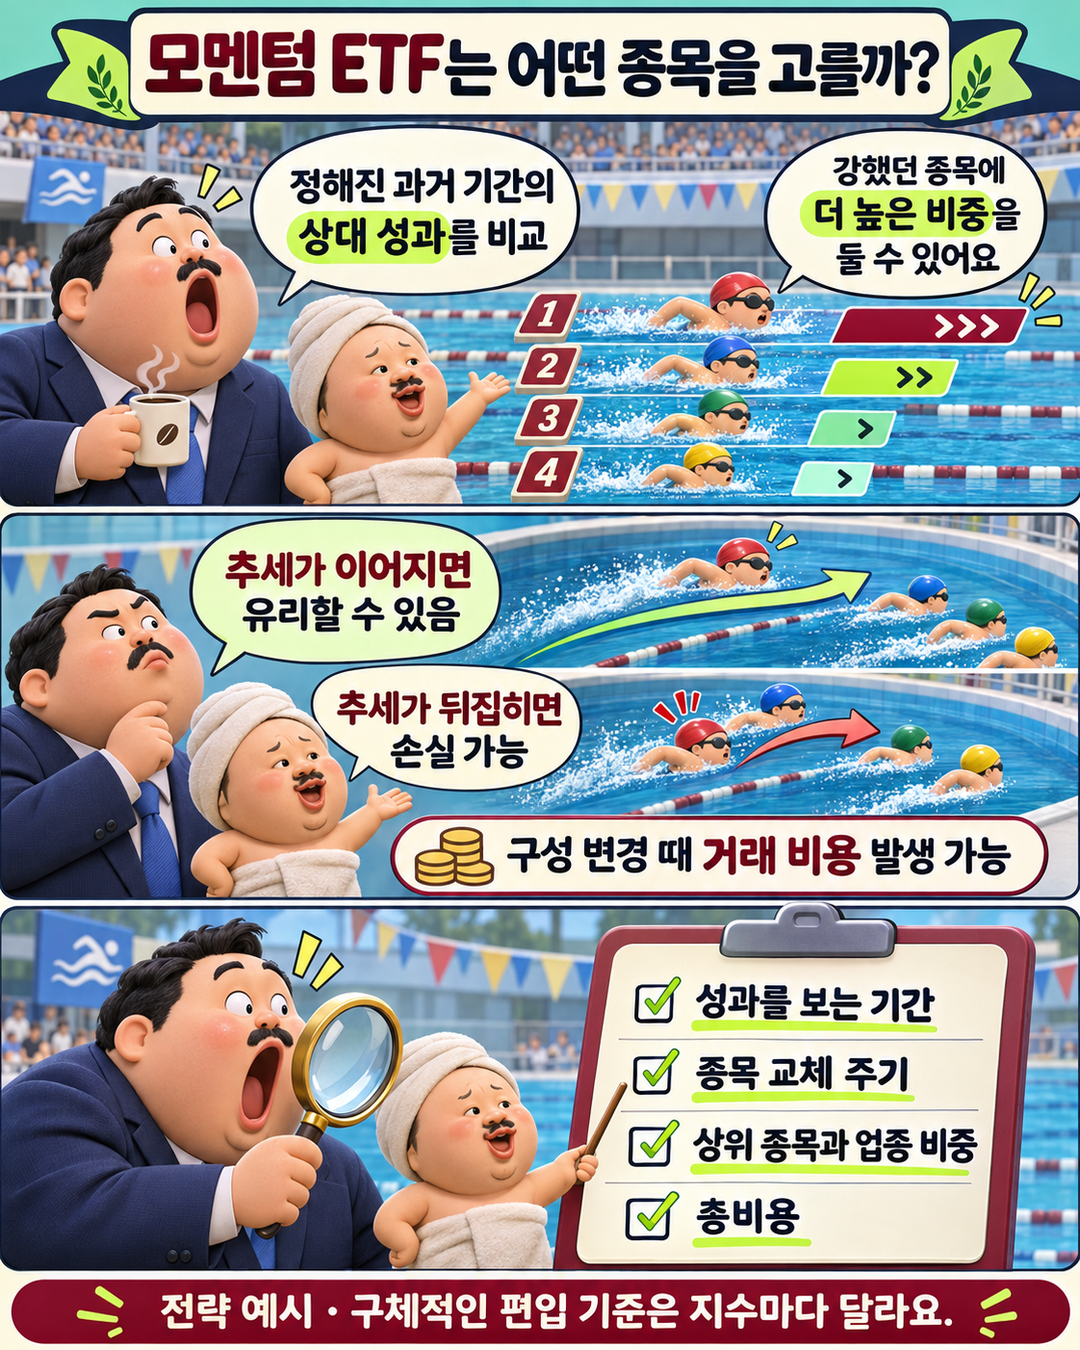 모멘텀 ETF는 어떤 종목을 고를까?
정해진 과거 기간의
상대 성과를 비교
강했던 종목에
더 높은 비중을
둘 수 있어요
1
2
3
4
추세가 이어지면
유리할 수 있음
추세가 뒤집히면
손실 가능
구성 변경 때 거래 비용 발생 가능
성과를 보는 기간
종목 교체 주기
상위 종목과 업종 비중
총비용
전략 예시 · 구체적인 편입 기준은 지수마다 달라요.